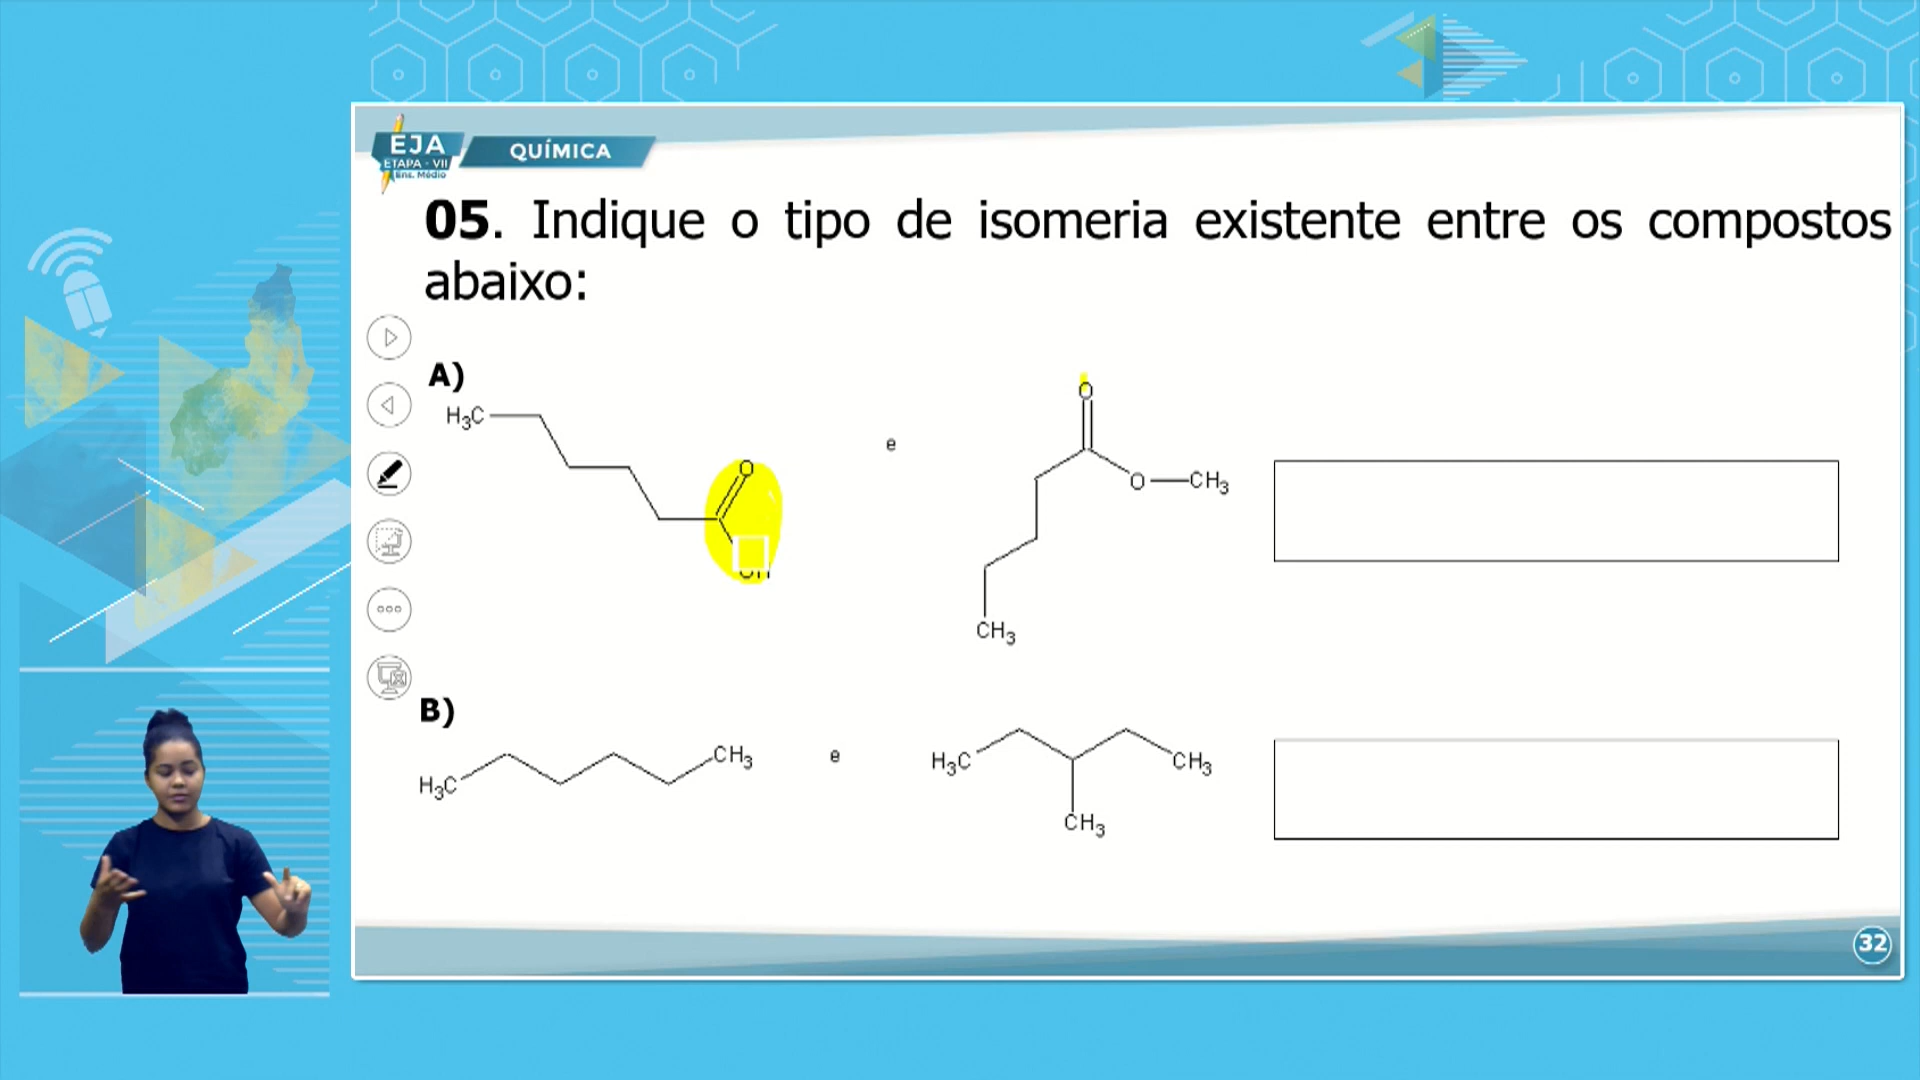 EJA
ETAPA - VII
Ens. Médio
QUÍMICA
05. Indique o tipo de isomeria existente entre os compostos
abaixo:
A)
H₃C
O
e
O
O
CH₃
CH₃
B)
H₃C
CH₃
e
H₃C
CH₃
CH₃
32